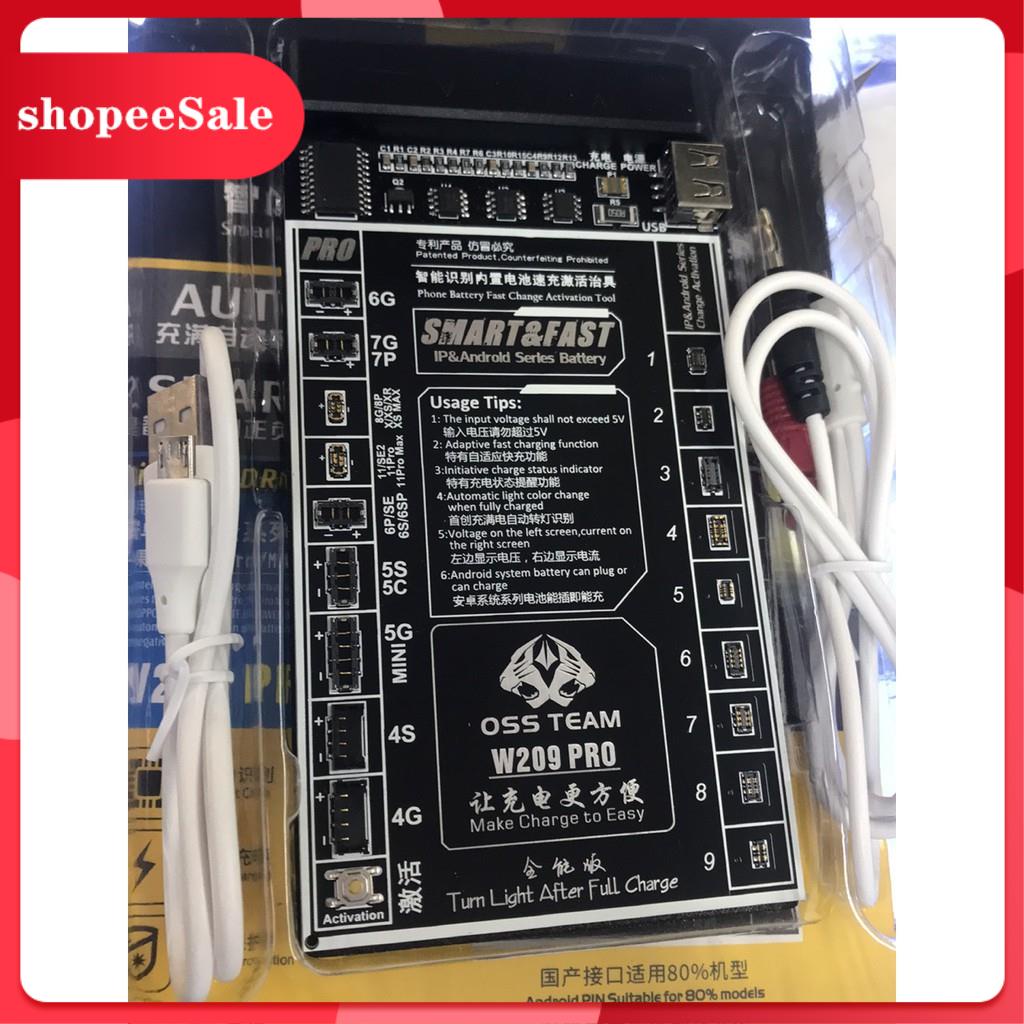 shopeeSale
C1 R1 C2 R2 R3 R4 R7 R6 C3R10R15C4R9R12R13
充电 电源
CHARGE POWER
F1
Q2
U1
R5
R050
USB
PRO
专利产品 仿冒必究
Patented Product,Counterfeiting Prohibited
智能识别内置电池速充激活治具
Phone Battery Fast Change Activation Tool
SMART&FAST
IP&Android Series Battery
IP&Android Series
Change Activation
Usage Tips:
1: The input voltage shall not exceed 5V
输入电压请勿超过5V
2: Adaptive fast charging function
特有自适应快充功能
3:Initiative charge status indicator
特有充电状态提醒功能
4:Automatic light color change
when fully charged
首创充满电自动转灯识别
5:Voltage on the left screen,current on
the right screen
左边显示电压，右边显示电流
6:Android system battery can plug or
can charge
安卓系统系列电池能插即能充
6G
7G
7P
8G/8P
X/XS/XR
XS MAX
11/SE2
11Pro
11Pro Max
6P/SE
6S/6SP
5S
5C
5G
MINI
4S
4G
激活
Activation
1
2
3
4
5
6
7
8
9
OSS TEAM
W209 PRO
让充电更方便
Make Charge to Easy
全能版
Turn Light After Full Charge
AUT
充满自动
国产接口适用80%机型
Android PIN Suitable for 80% models